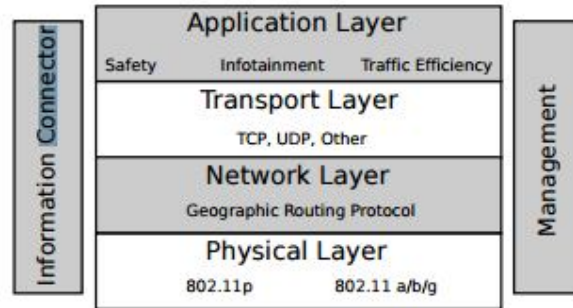 Information Connector
Application Layer
Safety Infotainment Traffic Efficiency
Transport Layer
TCP, UDP, Other
Network Layer
Geographic Routing Protocol
Physical Layer
802.11p 802.11 a/b/g
Management